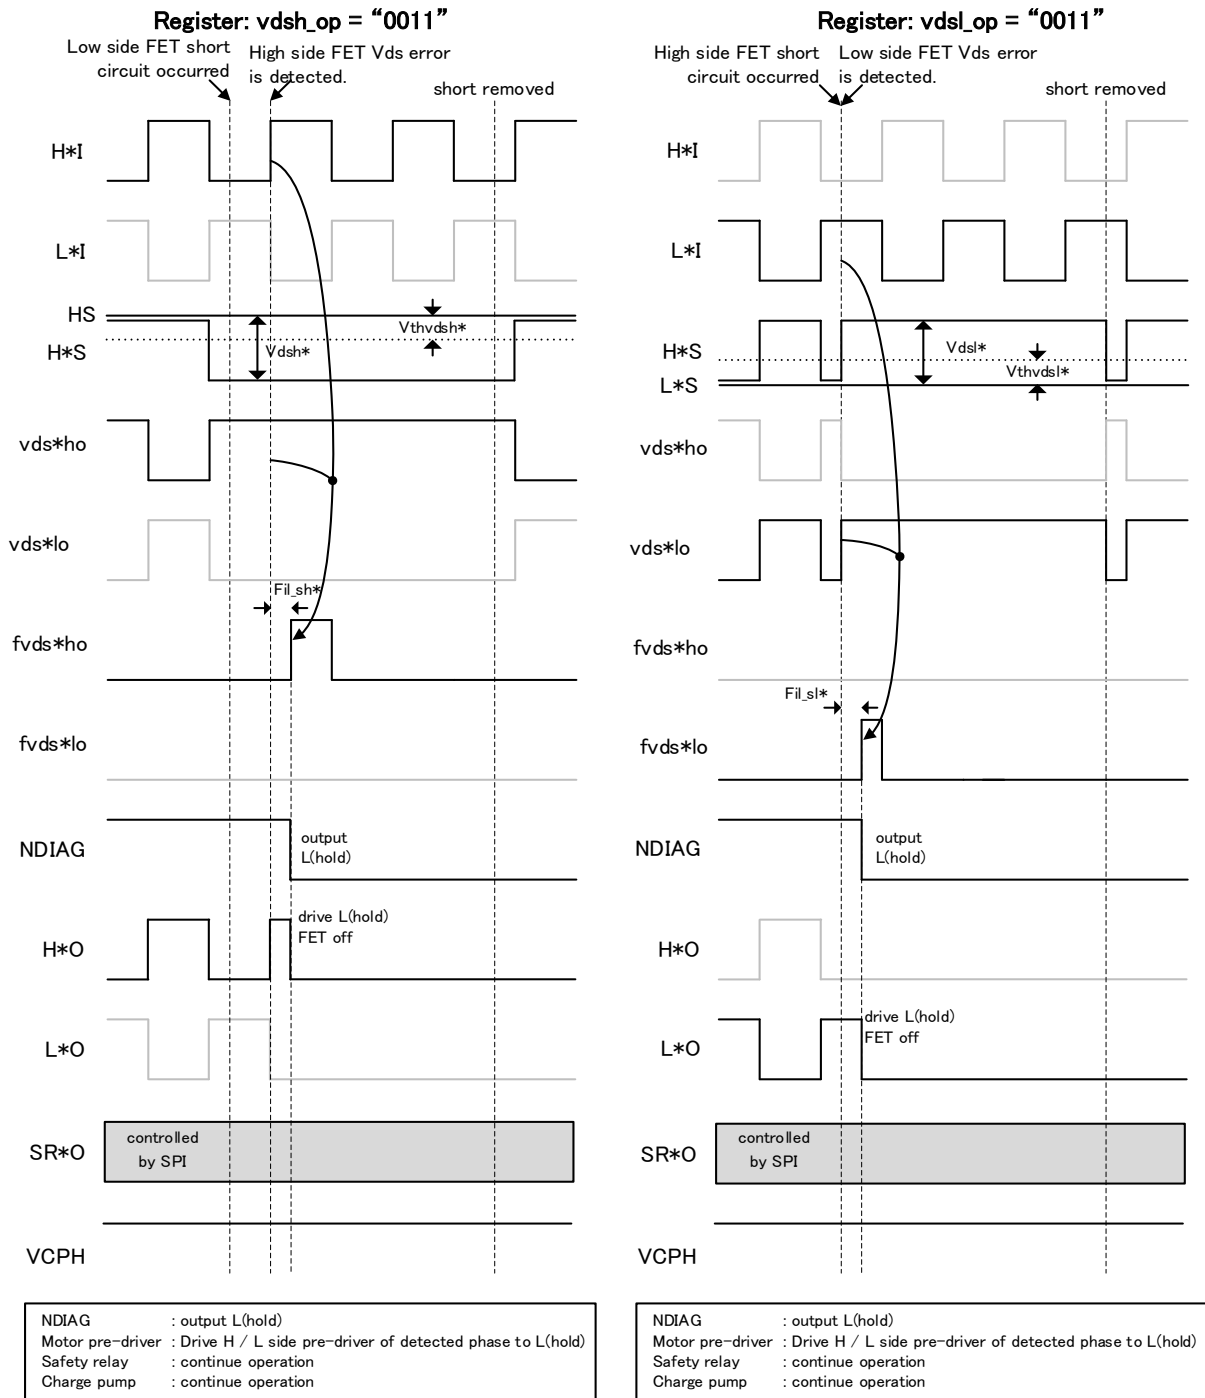 Register: vdsh_op = “0011”
Low side FET short
circuit occurred
High side FET Vds error
is detected.
short removed
H*I
L*I
HS
Vthvdsh*
H*S
Vdsh*
vds*ho
vds*lo
Fil_sh*
fvds*ho
fvds*lo
NDIAG
output
L(hold)
drive L(hold)
FET off
H*O
L*O
SR*O
controlled
by SPI
VCPH
NDIAG : output L(hold)
Motor pre-driver : Drive H / L side pre-driver of detected phase to L(hold)
Safety relay : continue operation
Charge pump : continue operation
Register: vdsl_op = “0011”
High side FET short
circuit occurred
Low side FET Vds error
is detected.
short removed
H*I
L*I
H*S
Vdsl*
Vthvdsl*
L*S
vds*ho
vds*lo
fvds*ho
Fil_sl*
fvds*lo
NDIAG
output
L(hold)
H*O
drive L(hold)
FET off
L*O
SR*O
controlled
by SPI
VCPH
NDIAG : output L(hold)
Motor pre-driver : Drive H / L side pre-driver of detected phase to L(hold)
Safety relay : continue operation
Charge pump : continue operation